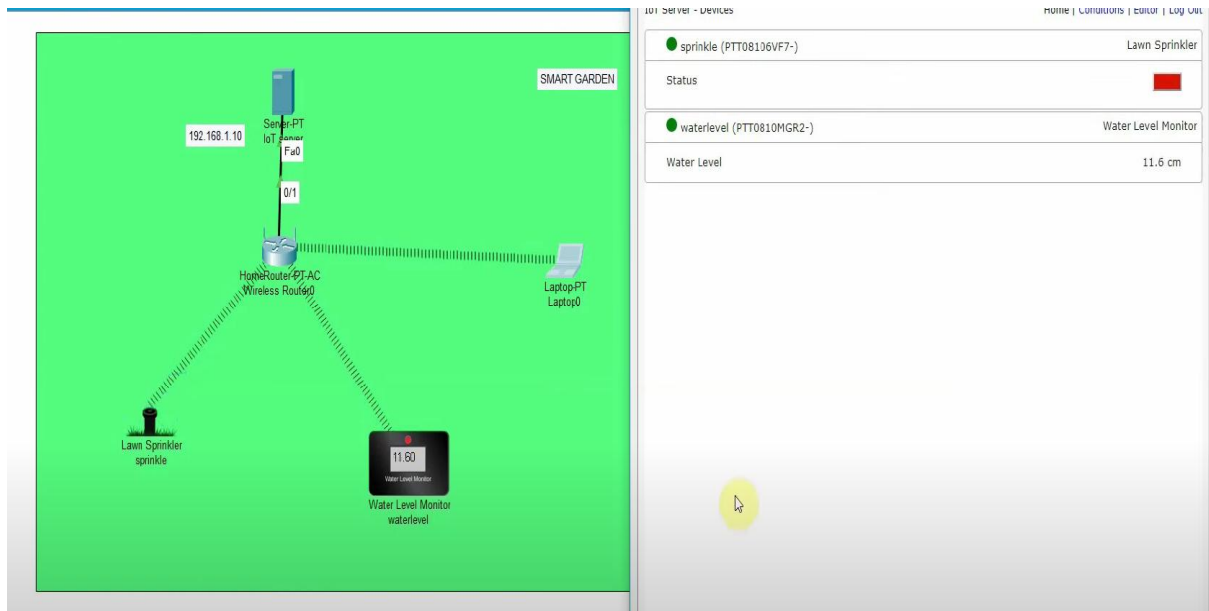 SMART GARDEN
192.168.1.10
Server-PT
IoT server
Fa0
0/1
HomeRouter-PT-AC
Wireless Router0
Laptop-PT
Laptop0
Lawn Sprinkler
sprinkle
11.60
Water Level Monitor
Water Level Monitor
waterlevel
IoT Server - Devices
Home | Conditions | Editor | Log Out
sprinkle (PTT08106VF7-)
Lawn Sprinkler
Status
waterlevel (PTT0810MGR2-)
Water Level Monitor
Water Level
11.6 cm